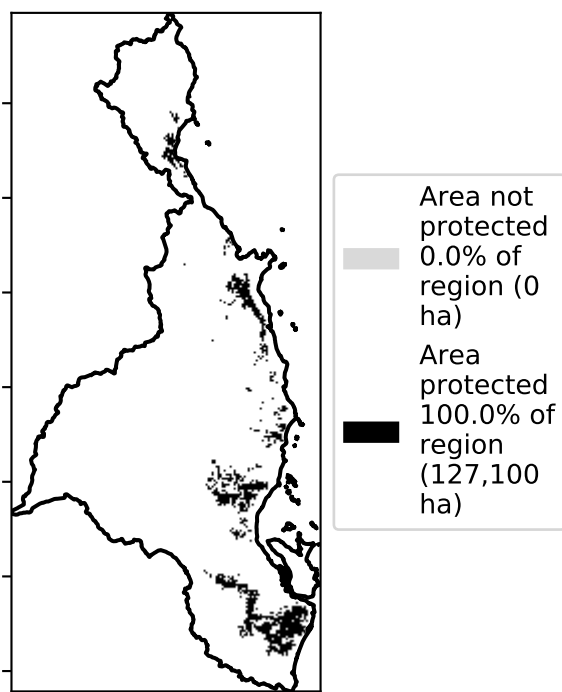 Area not
protected
0.0% of
region (0
ha)
Area
protected
100.0% of
region
(127,100
ha)